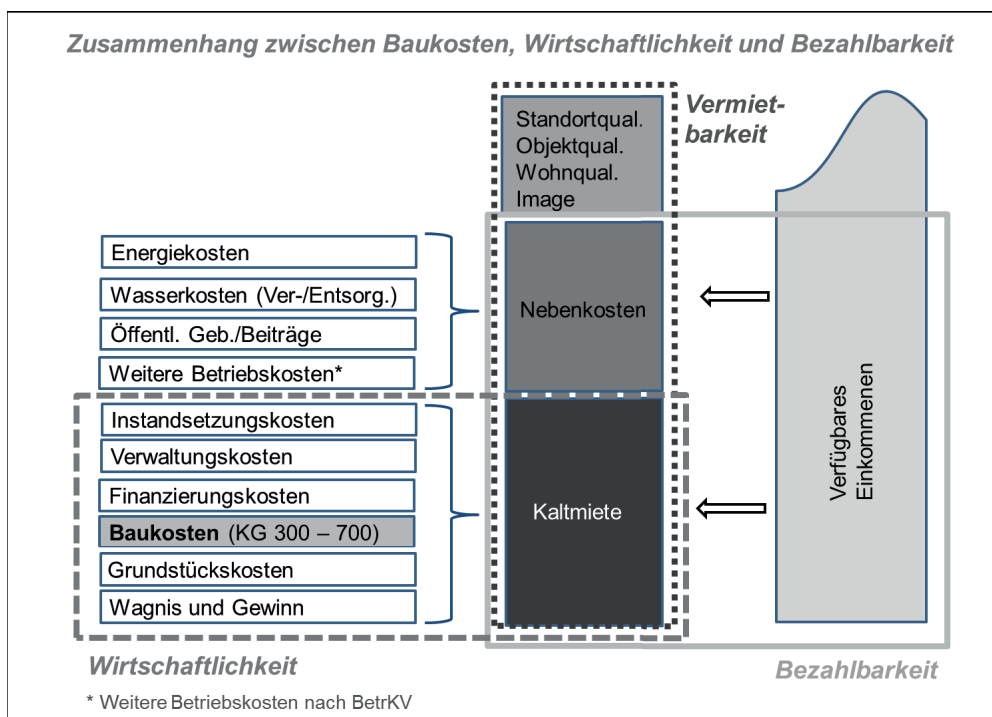 Zusammenhang zwischen Baukosten, Wirtschaftlichkeit und Bezahlbarkeit
Vermiet-
barkeit
Standortqual.
Objektqual.
Wohnqual.
Image
Energiekosten
Wasserkosten (Ver-/Entsorg.)
Öffentl. Geb./Beiträge
Weitere Betriebskosten*
Nebenkosten
Instandsetzungskosten
Verwaltungskosten
Finanzierungskosten
Baukosten (KG 300 – 700)
Grundstückskosten
Wagnis und Gewinn
Kaltmiete
Verfügbares
Einkommenen
Wirtschaftlichkeit
Bezahlbarkeit
* Weitere Betriebskosten nach BetrKV